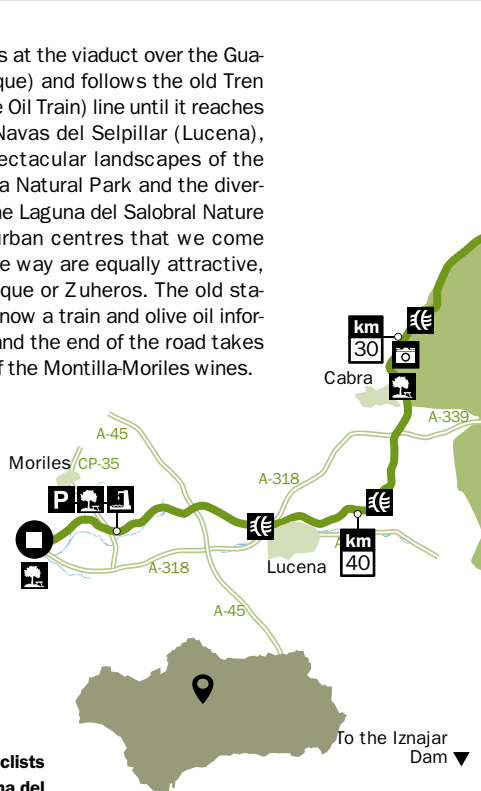 s at the viaduct over the Gua-
que) and follows the old Tren
e Oil Train) line until it reaches
Navas del Selpillar (Lucena),
ectacular landscapes of the
a Natural Park and the diver-
ne Laguna del Salobral Nature
urban centres that we come
e way are equally attractive,
que or Zuheros. The old sta-
now a train and olive oil infor-
and the end of the road takes
f the Montilla-Moriles wines.
km
30
Cabra
A-339
A-45
Moriles
CP-35
A-318
P
km
40
Lucena
A-318
A-45
To the Iznajar
Dam
clists
na del